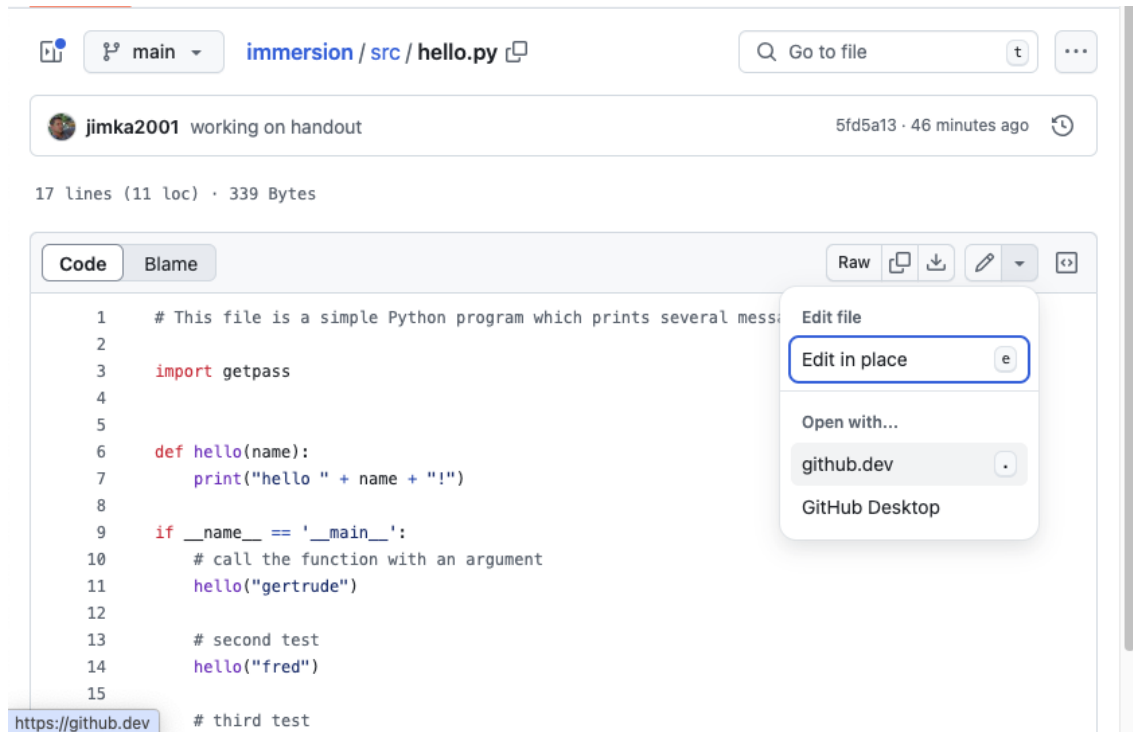 main
immersion / src / hello.py
Go to file
t
jimka2001 working on handout
5fd5a13 · 46 minutes ago
17 lines (11 loc) · 339 Bytes
Code
Blame
Raw
1 # This file is a simple Python program which prints several
2
3 import getpass
4
5
6 def hello(name):
7     print("hello " + name + "!")
8
9 if __name__ == '__main__':
10     # call the function with an argument
11     hello("gertrude")
12
13     # second test
14     hello("fred")
15
# third test
Edit file
Edit in place e
Open with...
github.dev .
GitHub Desktop
https://github.dev